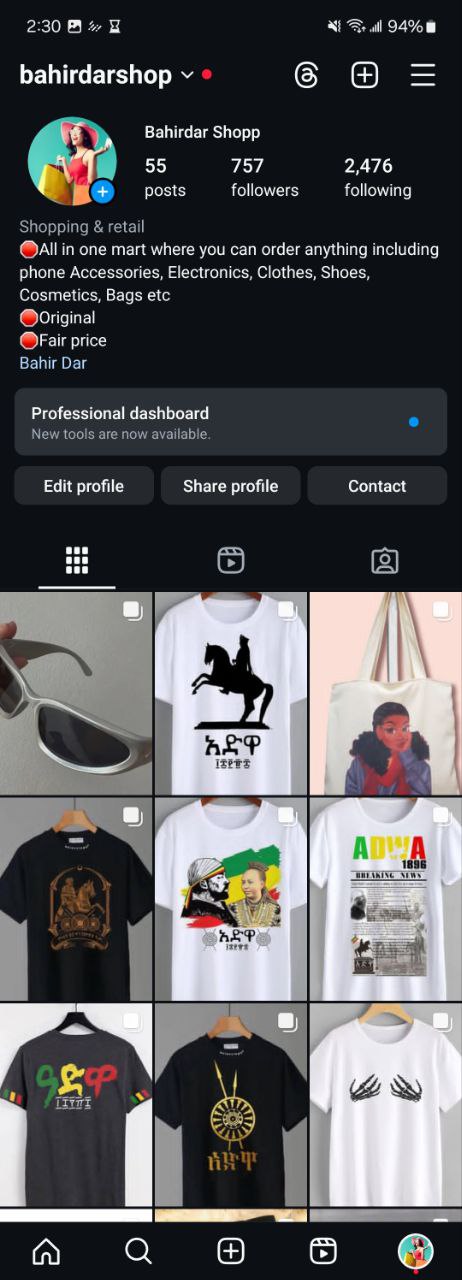 2:30
94%
bahirdarshop
Bahirdar Shopp
55
757
2,476
posts
followers
following
Shopping & retail
🛑All in one mart where you can order anything including
phone Accessories, Electronics, Clothes, Shoes,
Cosmetics, Bags etc
🛑Original
🛑Fair price
Bahir Dar
Professional dashboard
New tools are now available.
Edit profile
Share profile
Contact
አድዋ
አድዋ
ADWA
1896
BREAKING NEWS
አድዋ
ዓድዋ
አድዋ